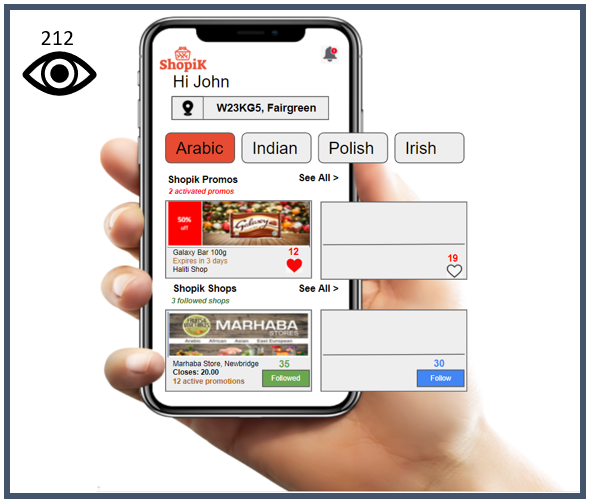 212
ShopiK
Hi John
W23KG5, Fairgreen
Arabic
Indian
Polish
Irish
Shopik Promos
See All >
2 activated promos
50%
off
Galaxy
Galaxy Bar 100g
12
Expires in 3 days
Haliti Shop
19
Shopik Shops
See All >
3 followed shops
FRUIT & VEGETABLES
MARHABA
STORES
Arabic African Asian East European
Marhaba Store, Newbridge
35
Closes: 20.00
12 active promotions
Followed
30
Follow